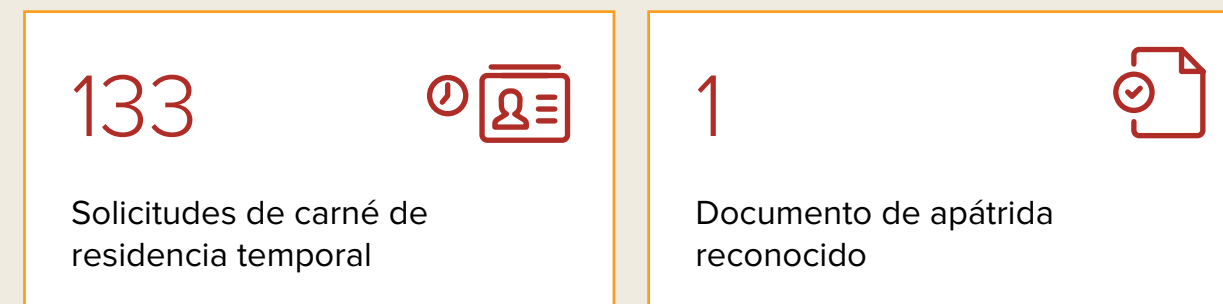 133
Solicitudes de carné de
residencia temporal
1
Documento de apátrida
reconocido